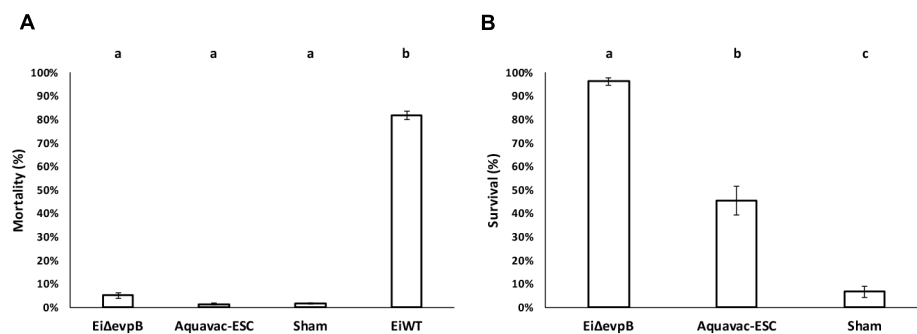 A
a a a b
100%
90%
80%
70%
60%
50%
40%
30%
20%
10%
0%
Mortality (%)
EiΔevpB Aquavac-ESC Sham EiWT
B
a b c
100%
90%
80%
70%
60%
50%
40%
30%
20%
10%
0%
Survival (%)
EiΔevpB Aquavac-ESC Sham